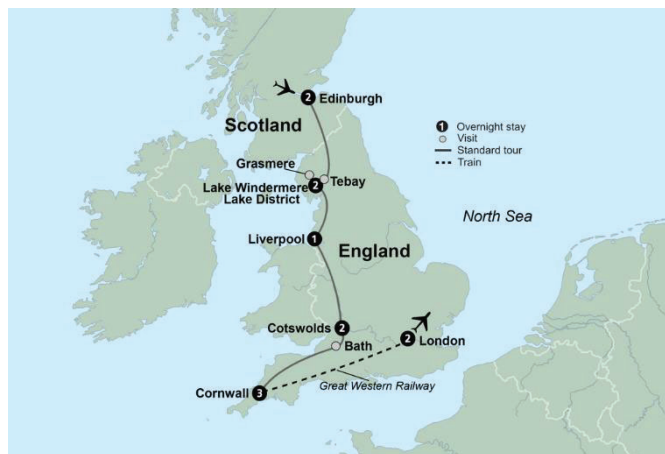 2
Edinburgh
Scotland
1 Overnight stay
Visit
Standard tour
Train
Grasmere
Tebay
Lake Windermere
Lake District
2
North Sea
Liverpool
1
England
Cotswolds
2
Bath
2
London
Great Western Railway
Cornwall
3